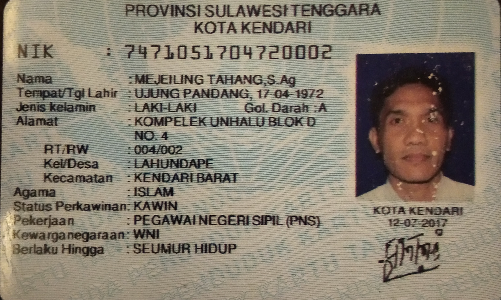 PROVINSI SULAWESI TENGGARA
KOTA KENDARI
NIK : 7471051704720002
Nama : MEJEILING TAHANG,S.Ag
Tempat/Tgl Lahir : UJUNG PANDANG, 17-04-1972
Jenis kelamin : LAKI-LAKI Gol. Darah :A
Alamat : KOMPELEK UNHALU BLOK D
NO. 4
RT/RW : 004/002
Kel/Desa : LAHUNDAPE
Kecamatan : KENDARI BARAT
Agama : ISLAM
Status Perkawinan: KAWIN
Pekerjaan : PEGAWAI NEGERI SIPIL (PNS)
Kewarganegaraan: WNI
Berlaku Hingga : SEUMUR HIDUP
KOTA KENDARI
12-07-2017